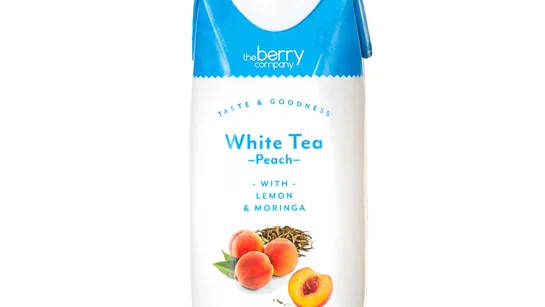 the berry
company
TASTE & GOODNESS
White Tea
–Peach–
- WITH -
LEMON
& MORINGA